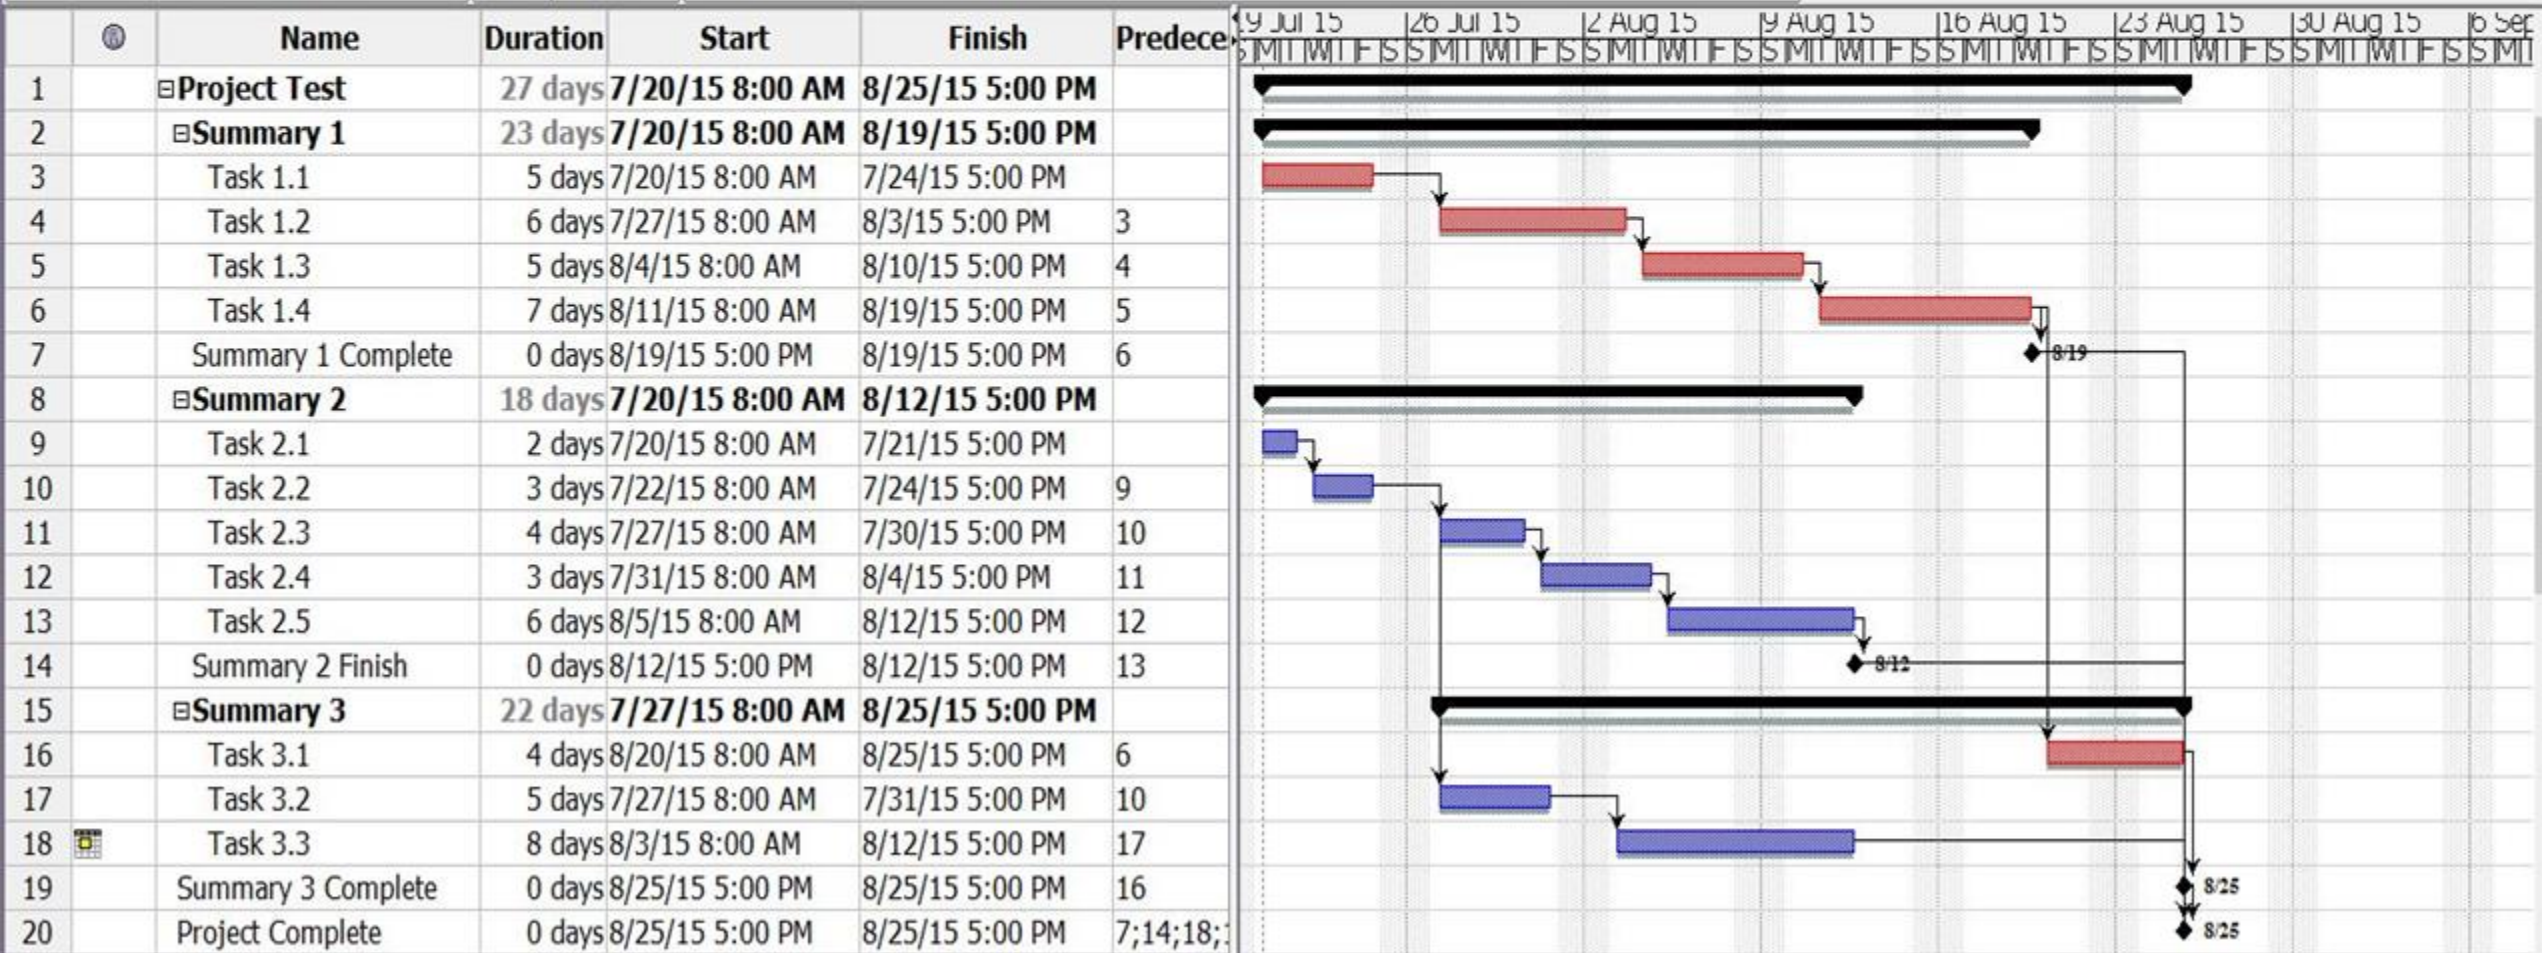 Name Duration Start Finish Predece
9 Jul 15 26 Jul 15 2 Aug 15 9 Aug 15 16 Aug 15 23 Aug 15 30 Aug 15 6 Sep
S M T W T F S S M T W T F S S M T W T F S S M T W T F S S M T W T F S S M T W T F S S M T W T F S S M T
1 Project Test 27 days 7/20/15 8:00 AM 8/25/15 5:00 PM
2 Summary 1 23 days 7/20/15 8:00 AM 8/19/15 5:00 PM
3 Task 1.1 5 days 7/20/15 8:00 AM 7/24/15 5:00 PM
4 Task 1.2 6 days 7/27/15 8:00 AM 8/3/15 5:00 PM 3
5 Task 1.3 5 days 8/4/15 8:00 AM 8/10/15 5:00 PM 4
6 Task 1.4 7 days 8/11/15 8:00 AM 8/19/15 5:00 PM 5
7 Summary 1 Complete 0 days 8/19/15 5:00 PM 8/19/15 5:00 PM 6 8/19
8 Summary 2 18 days 7/20/15 8:00 AM 8/12/15 5:00 PM
9 Task 2.1 2 days 7/20/15 8:00 AM 7/21/15 5:00 PM
10 Task 2.2 3 days 7/22/15 8:00 AM 7/24/15 5:00 PM 9
11 Task 2.3 4 days 7/27/15 8:00 AM 7/30/15 5:00 PM 10
12 Task 2.4 3 days 7/31/15 8:00 AM 8/4/15 5:00 PM 11
13 Task 2.5 6 days 8/5/15 8:00 AM 8/12/15 5:00 PM 12
14 Summary 2 Finish 0 days 8/12/15 5:00 PM 8/12/15 5:00 PM 13 8/12
15 Summary 3 22 days 7/27/15 8:00 AM 8/25/15 5:00 PM
16 Task 3.1 4 days 8/20/15 8:00 AM 8/25/15 5:00 PM 6
17 Task 3.2 5 days 7/27/15 8:00 AM 7/31/15 5:00 PM 10
18 Task 3.3 8 days 8/3/15 8:00 AM 8/12/15 5:00 PM 17
19 Summary 3 Complete 0 days 8/25/15 5:00 PM 8/25/15 5:00 PM 16 8/25
20 Project Complete 0 days 8/25/15 5:00 PM 8/25/15 5:00 PM 7;14;18; 8/25